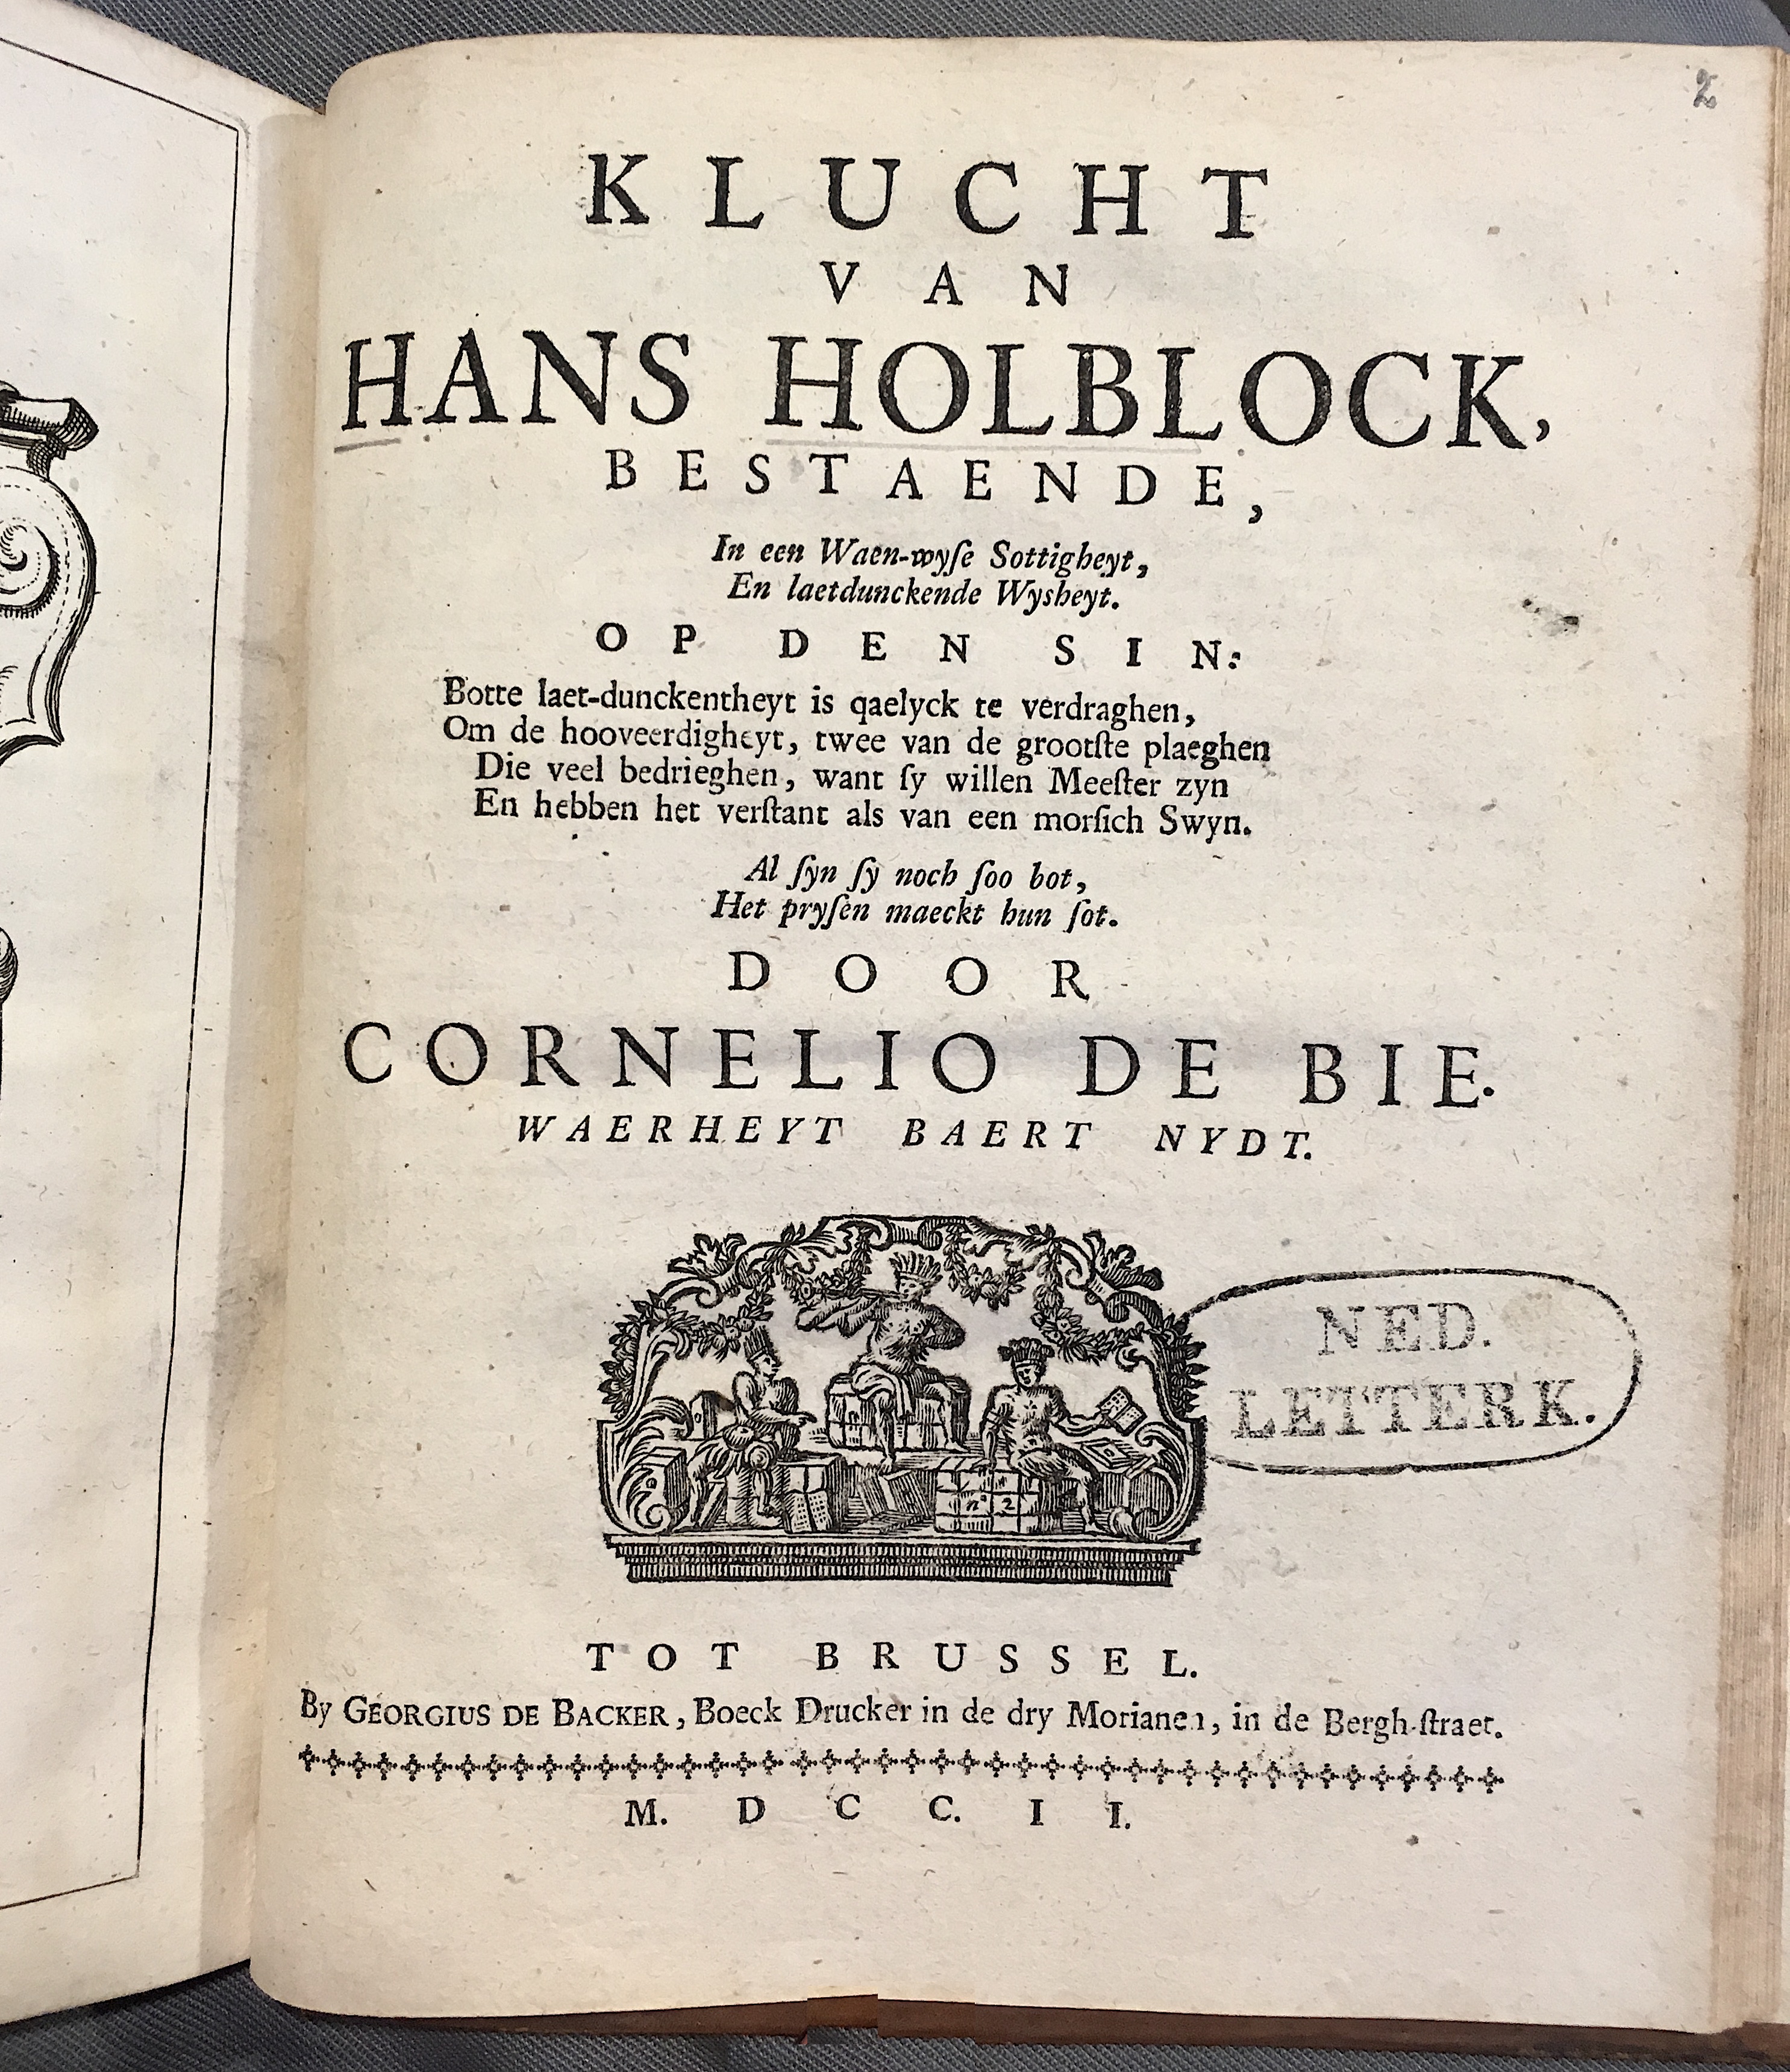 2
KLUCHT
VAN
HANS HOLBLOCK,
BESTAENDE,
In een Waen-wyſe Sottigheyt,
En laetdunckende Wysheyt.
OP DEN SIN:
Botte laet-dunckentheyt is qaelyck te verdraghen,
Om de hooveerdigheyt, twee van de grootſte plaeghen
Die veel bedrieghen, want ſy willen Meeſter zyn
En hebben het verſtant als van een morſich Swyn.
Al ſyn ſy noch ſoo bot,
Het pryſen maeckt hun ſot.
DOOR
CORNELIO DE BIE.
WAERHEYT BAERT NYDT.
NED.
LETTERK.
n° 2
TOT BRUSSEL.
By GEORGIUS DE BACKER, Boeck Drucker in de dry Morianen, in de Bergh-ſtraet.
M. D C C. I I.